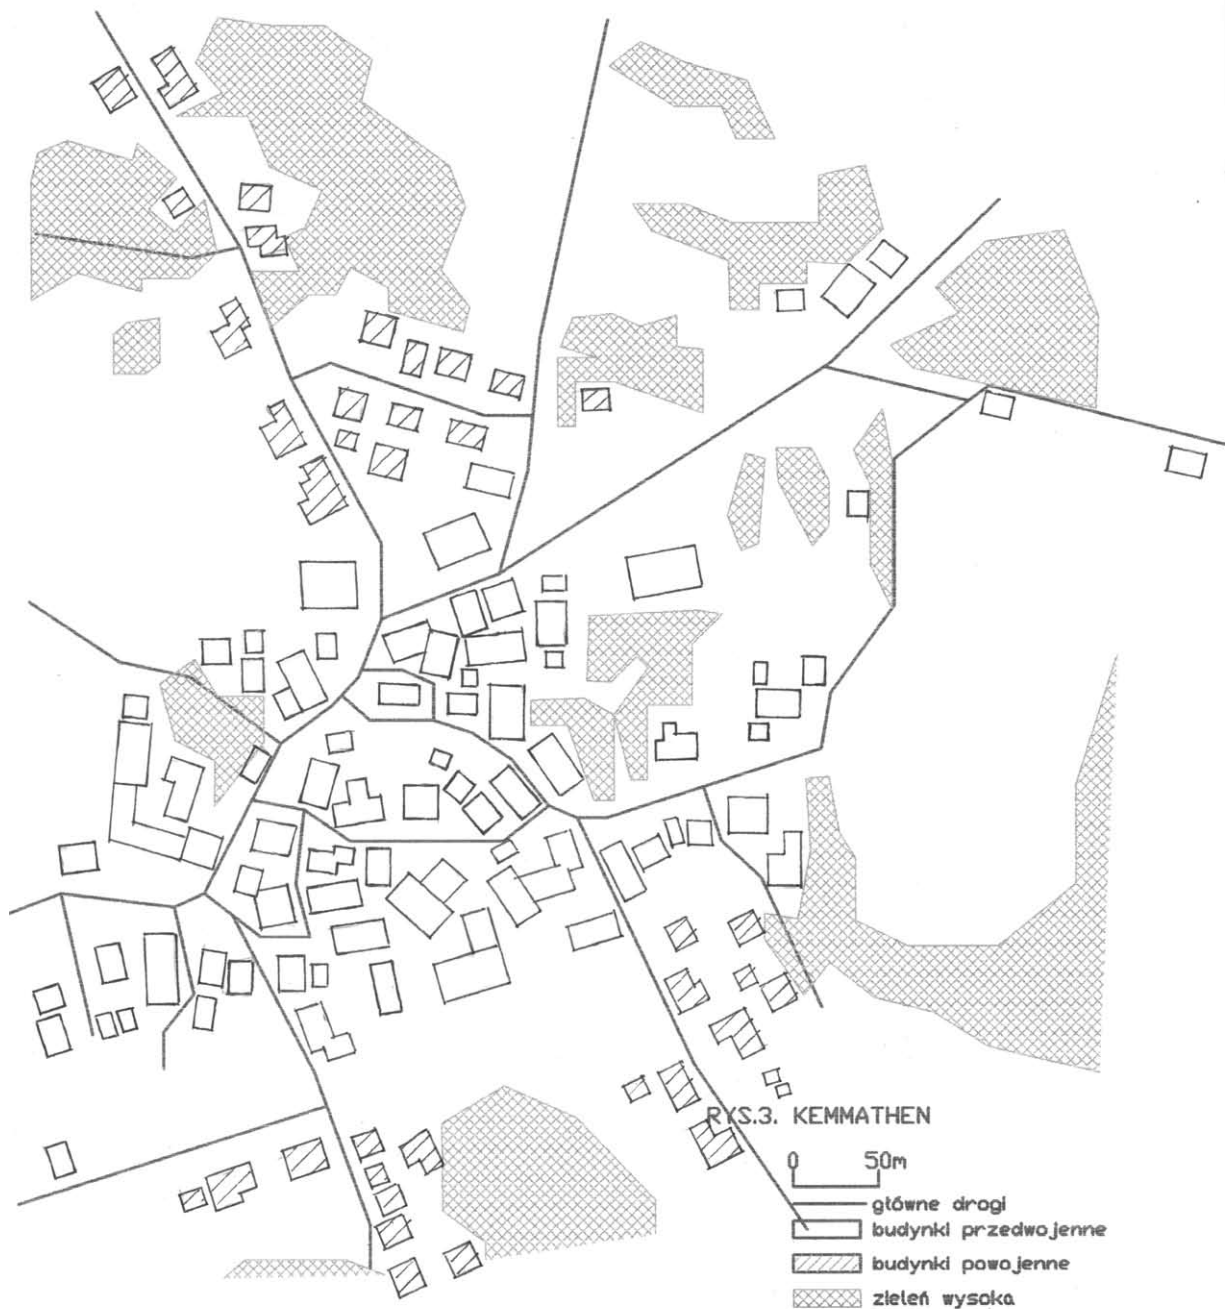 RYS.3. KEMMATHEN
0 50m
główne drogi
budynki przedwojenne
budynki powojenne
zieleń wysoka